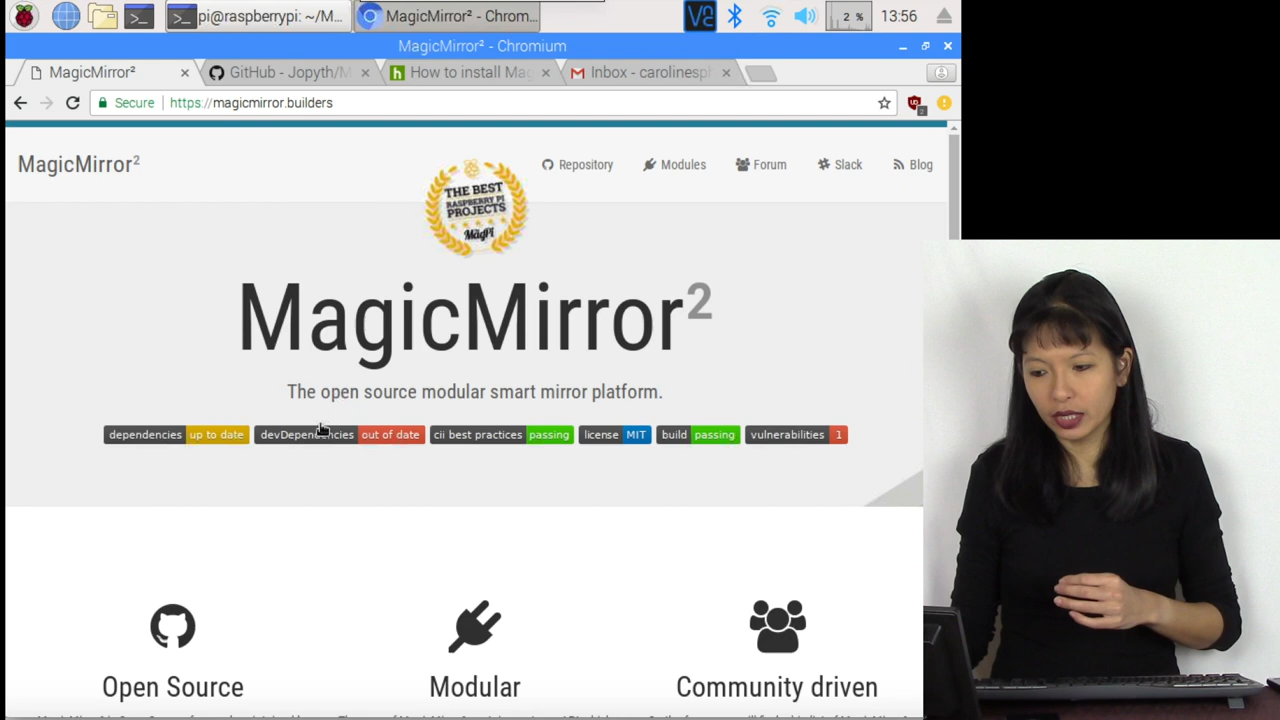 pi@raspberrypi: ~/M...
MagicMirror² - Chrom...
2 %
13:56
MagicMirror² - Chromium
MagicMirror²
GitHub - Jopyth/M
How to install Mag
Inbox - carolinespl
Secure
https://magicmirror.builders
MagicMirror²
Repository
Modules
Forum
Slack
Blog
THE BEST
RASPBERRY PI
PROJECTS
MagPi
MagicMirror²
The open source modular smart mirror platform.
dependencies up to date
devDependencies out of date
cii best practices passing
license MIT
build passing
vulnerabilities 1
Open Source
Modular
Community driven